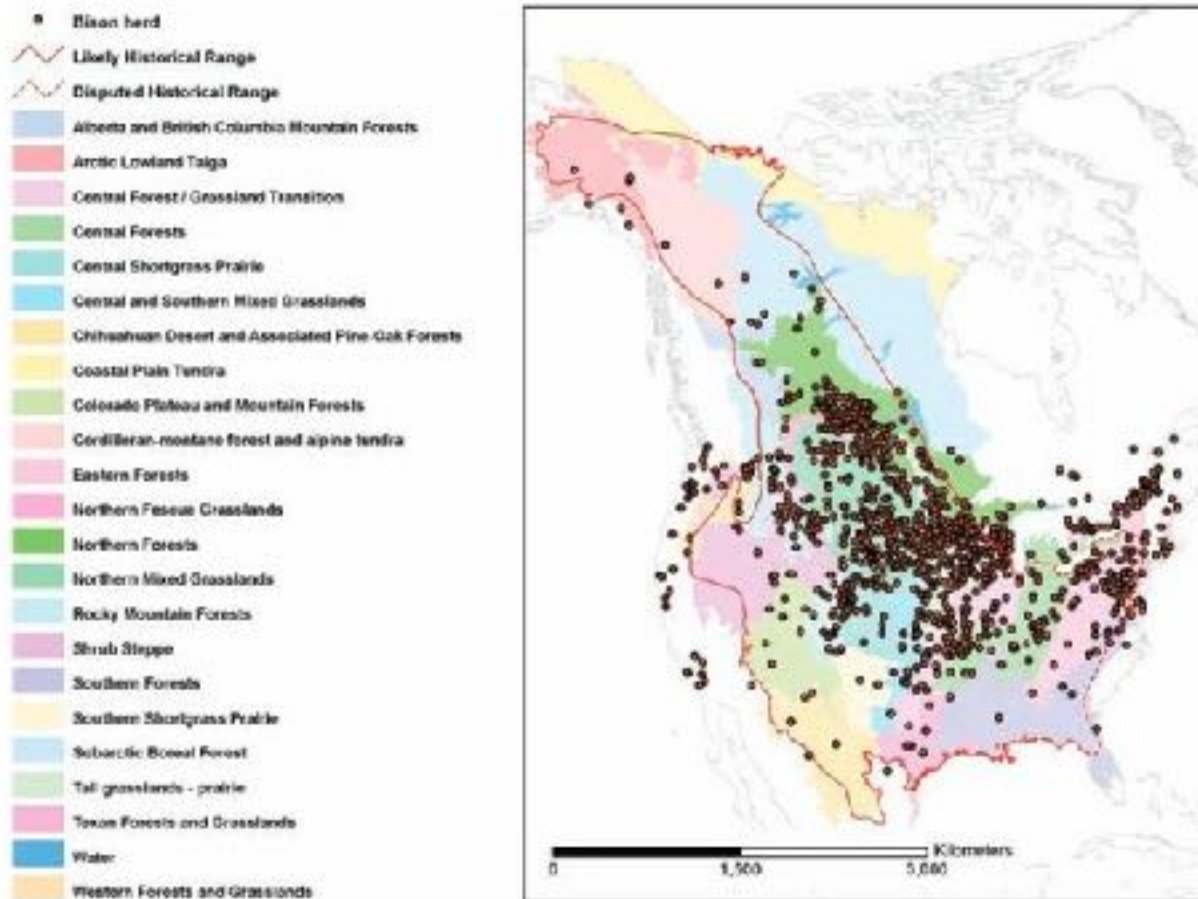 Bison herd
Likely Historical Range
Disputed Historical Range
Alberta and British Columbia Mountain Forests
Arctic Lowland Taiga
Central Forest / Grassland Transition
Central Forests
Central Shortgrass Prairie
Central and Southern Mixed Grasslands
Chihuahuan Desert and Associated Pine-Oak Forests
Coastal Plain Tundra
Colorado Plateau and Mountain Forests
Cordilleran-montane forest and alpine tundra
Eastern Forests
Northern Fescue Grasslands
Northern Forests
Northern Mixed Grasslands
Rocky Mountain Forests
Shrub Steppe
Southern Forests
Southern Shortgrass Prairie
Subarctic Boreal Forest
Tall grasslands - prairie
Texan Forests and Grasslands
Water
Western Forests and Grasslands
Kilometers
0 1,500 3,000